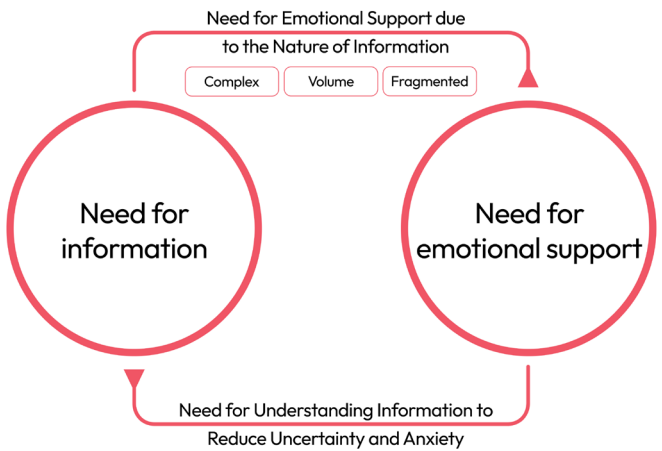 Need for Emotional Support due
to the Nature of Information
Complex
Volume
Fragmented
Need for
information
Need for
emotional support
Need for Understanding Information to
Reduce Uncertainty and Anxiety